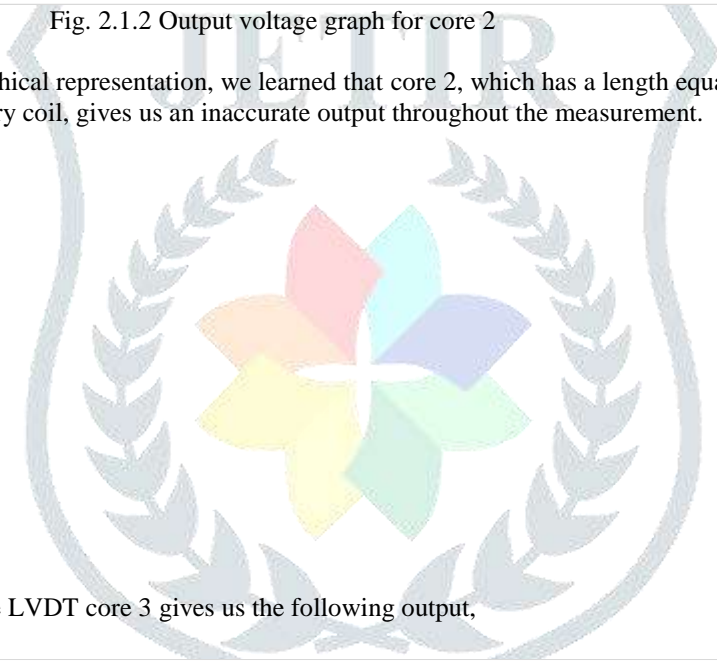 JETIR
Fig. 2.1.2 Output voltage graph for core 2
hical representation, we learned that core 2, which has a length equa
ry coil, gives us an inaccurate output throughout the measurement.
LVDT core 3 gives us the following output,